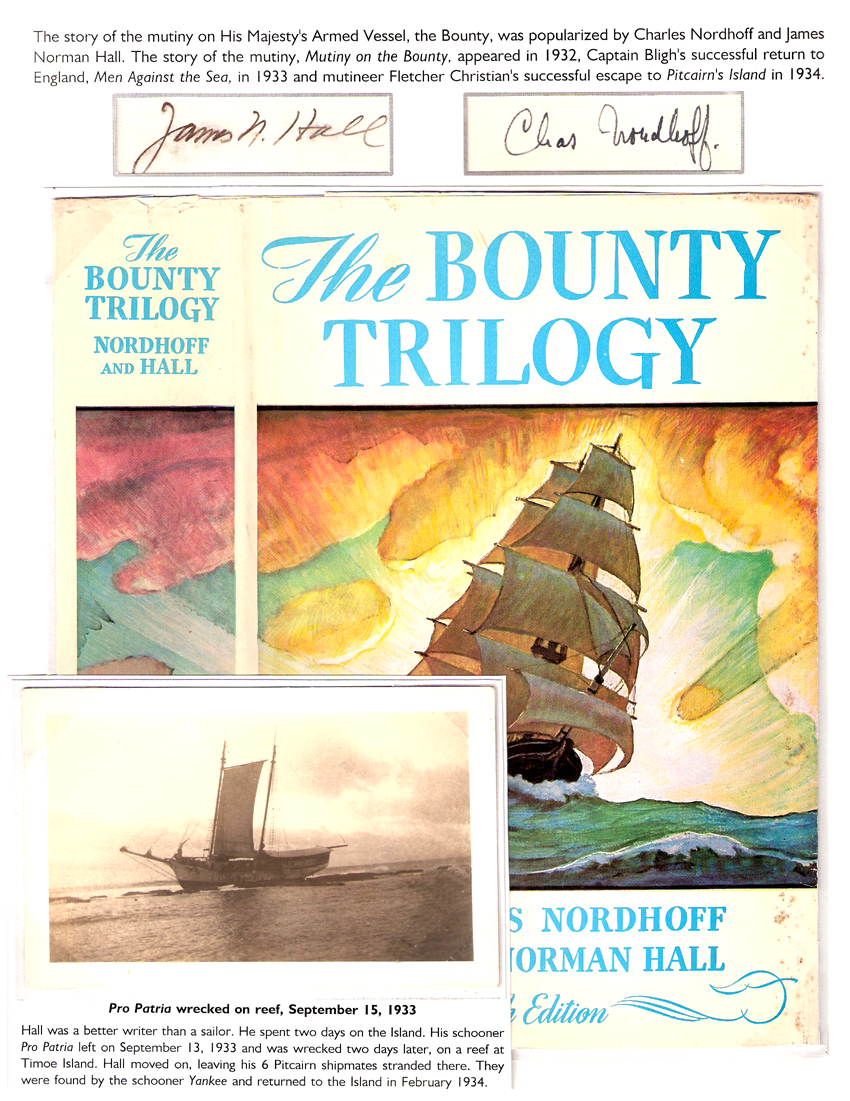 The story of the mutiny on His Majesty's Armed Vessel, the Bounty, was popularized by Charles Nordhoff and James
Norman Hall. The story of the mutiny, Mutiny on the Bounty, appeared in 1932, Captain Bligh's successful return to
England, Men Against the Sea, in 1933 and mutineer Fletcher Christian's successful escape to Pitcairn's Island in 1934.
James N. Hall
Chas Nordhoff.
The
BOUNTY
TRILOGY
NORDHOFF
AND HALL
The BOUNTY
TRILOGY
S NORDHOFF
NORMAN HALL
h Edition
Pro Patria wrecked on reef, September 15, 1933
Hall was a better writer than a sailor. He spent two days on the Island. His schooner
Pro Patria left on September 13, 1933 and was wrecked two days later, on a reef at
Timoe Island. Hall moved on, leaving his 6 Pitcairn shipmates stranded there. They
were found by the schooner Yankee and returned to the Island in February 1934.